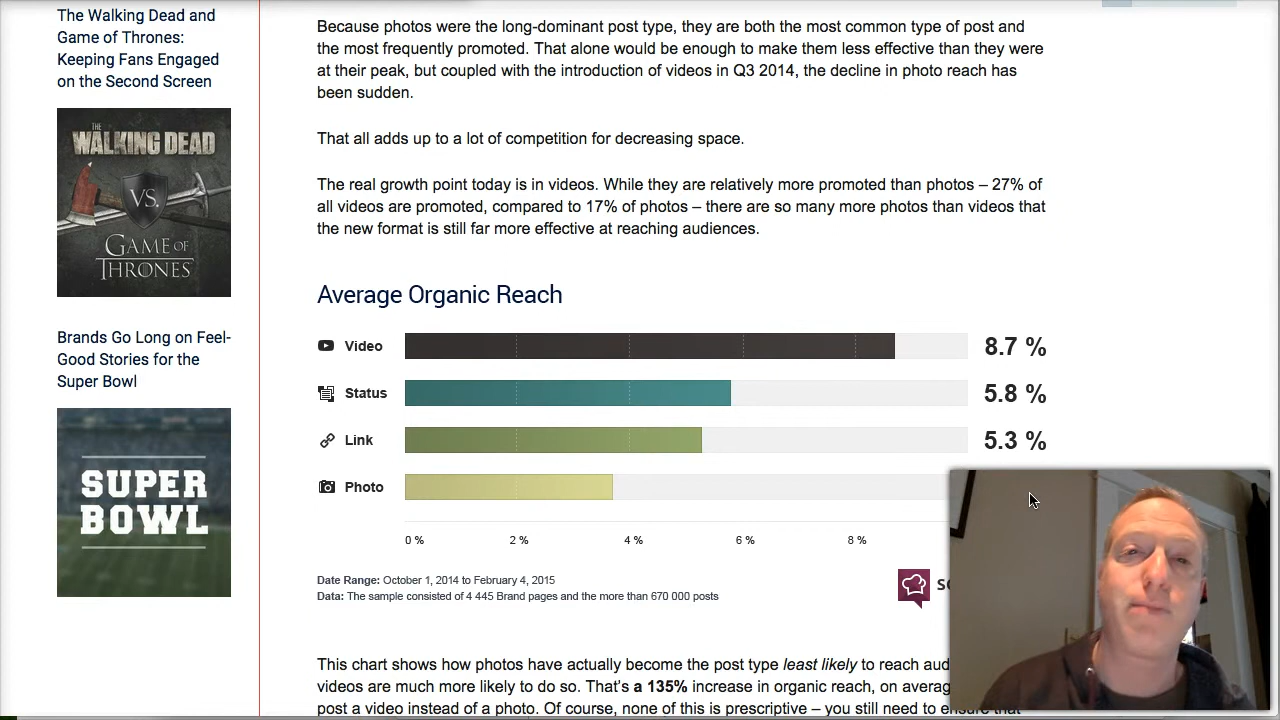 The Walking Dead and
Game of Thrones:
Keeping Fans Engaged
on the Second Screen
THE
WALKING DEAD
VS.
GAME OF
THRONES
Brands Go Long on Feel-
Good Stories for the
Super Bowl
SUPER
BOWL
Because photos were the long-dominant post type, they are both the most common type of post and
the most frequently promoted. That alone would be enough to make them less effective than they were
at their peak, but coupled with the introduction of videos in Q3 2014, the decline in photo reach has
been sudden.
That all adds up to a lot of competition for decreasing space.
The real growth point today is in videos. While they are relatively more promoted than photos – 27% of
all videos are promoted, compared to 17% of photos – there are so many more photos than videos that
the new format is still far more effective at reaching audiences.
Average Organic Reach
Video 8.7 %
Status 5.8 %
Link 5.3 %
Photo
0 % 2 % 4 % 6 % 8 %
Date Range: October 1, 2014 to February 4, 2015
Data: The sample consisted of 4 445 Brand pages and the more than 670 000 posts
This chart shows how photos have actually become the post type least likely to reach
videos are much more likely to do so. That's a 135% increase in organic reach, on
post a video instead of a photo. Of course, none of this is prescriptive – you still need to ensure that